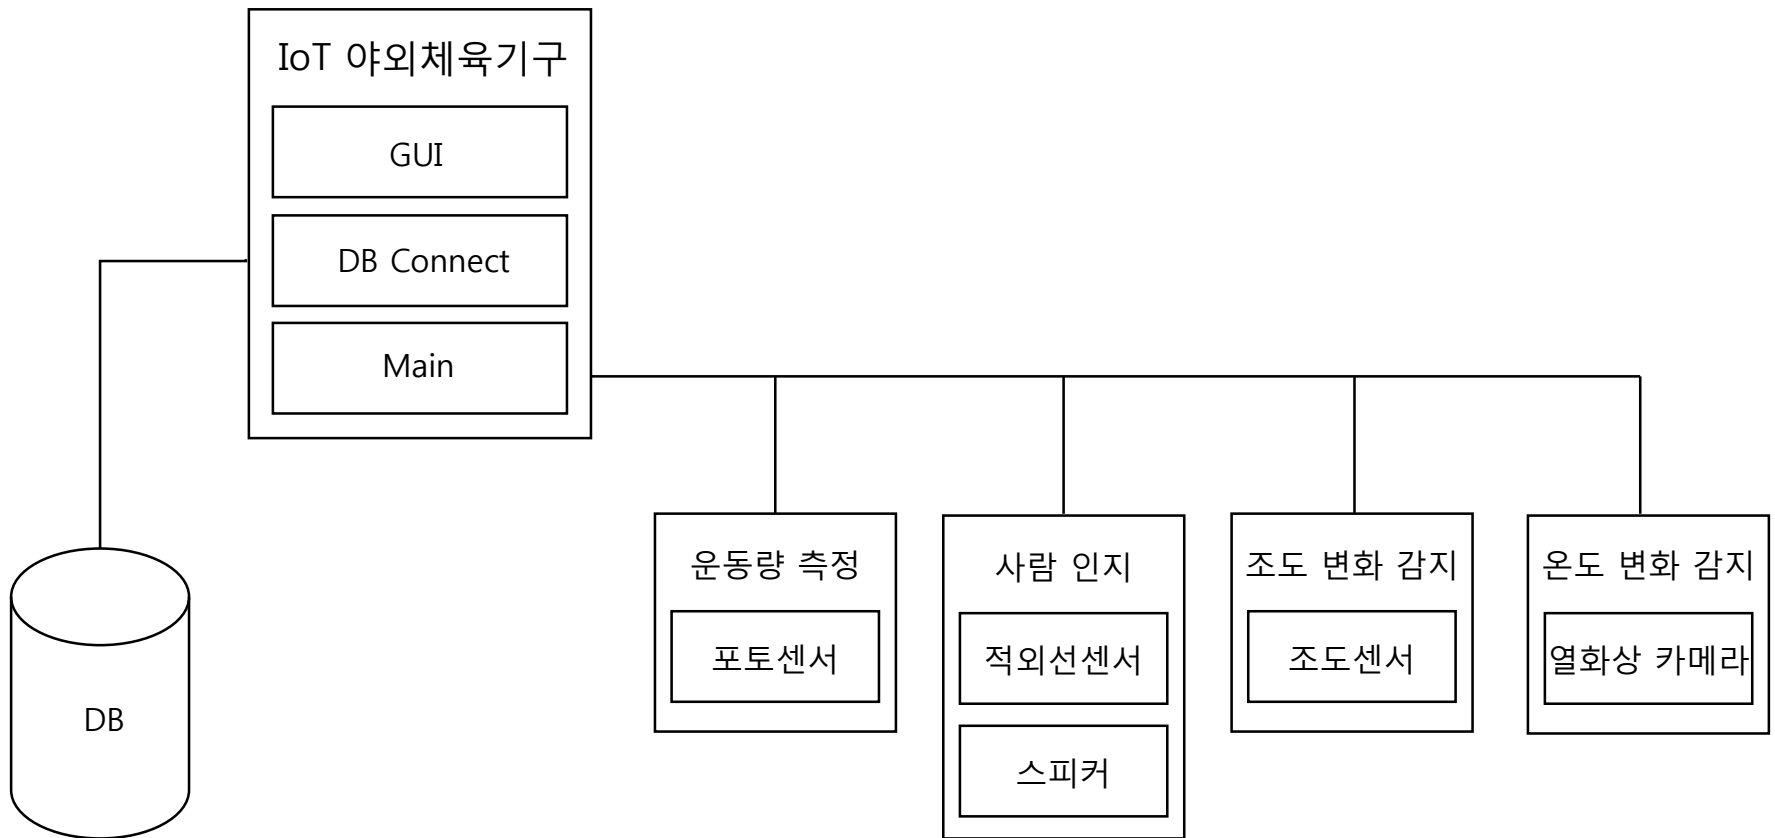 IoT 야외체육기구
GUI
DB Connect
Main
DB
운동량 측정
포토센서
사람 인지
적외선센서
스피커
조도 변화 감지
조도센서
온도 변화 감지
열화상 카메라